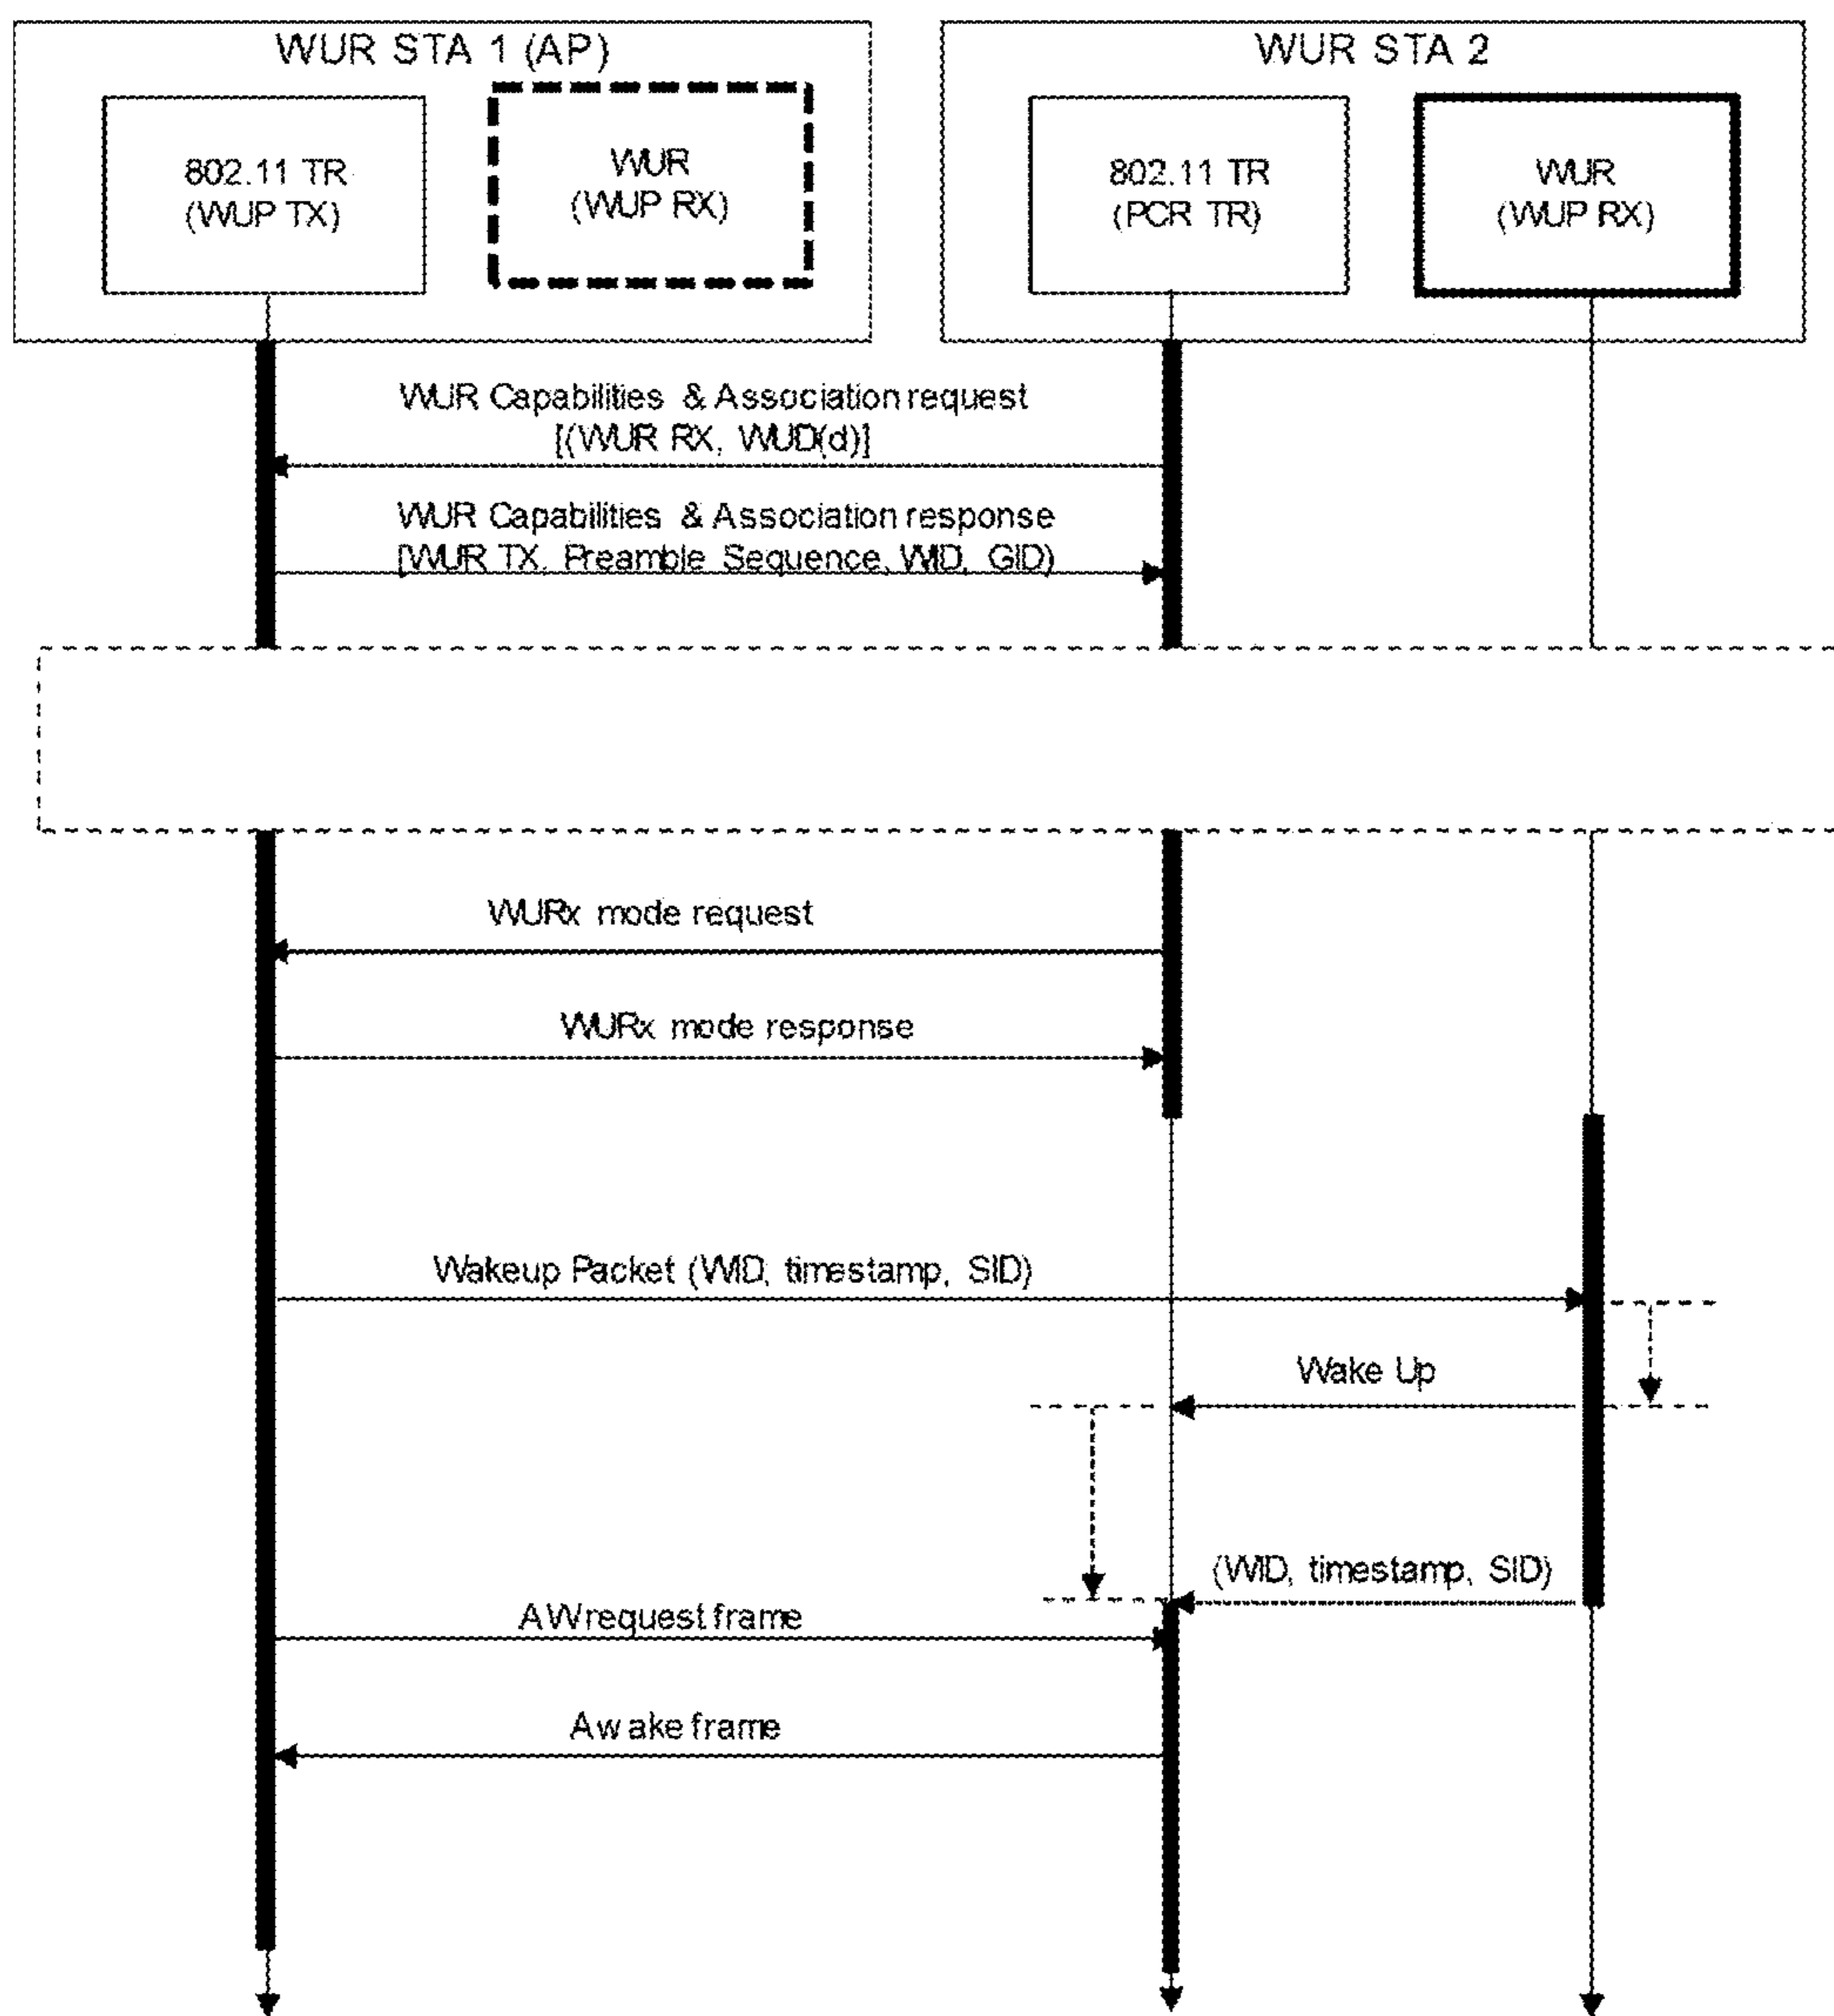 WUR STA 1 (AP)
WUR STA 2
802.11 TR
(WUP TX)
WUR
(WUP RX)
802.11 TR
(PCR TR)
WUR
(WUP RX)
WUR Capabilities & Association request
[(WUR RX, WUD(d)]
WUR Capabilities & Association response
[WUR TX, Preamble Sequence, WID, GID)
WURx mode request
WURx mode response
Wakeup Packet (WID, timestamp, SID)
Wake Up
(WID, timestamp, SID)
AW request frame
Awake frame